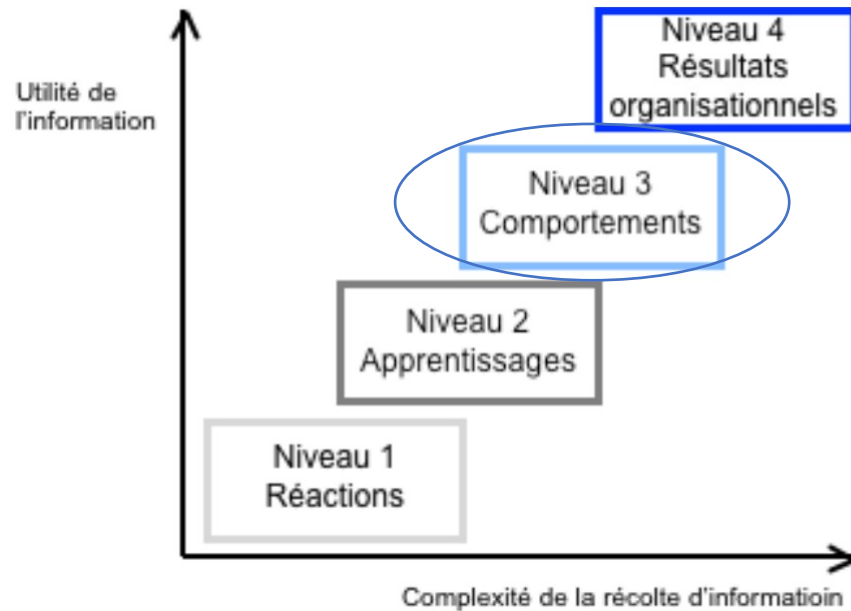 Niveau 4
Résultats
organisationnels
Utilité de
l'information
Niveau 3
Comportements
Niveau 2
Apprentissages
Niveau 1
Réactions
Complexité de la récolte d'informatioin